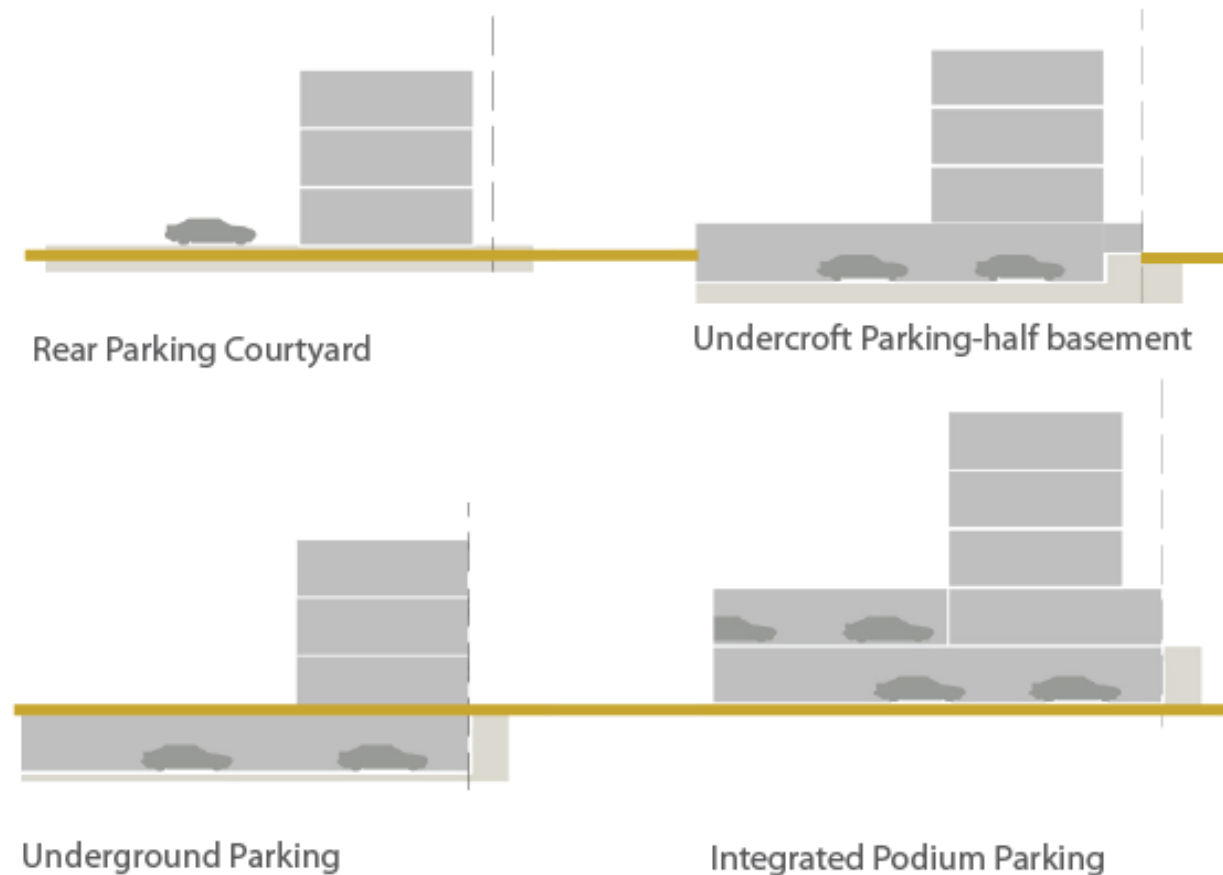 Rear Parking Courtyard
Undercroft Parking-half basement
Underground Parking
Integrated Podium Parking